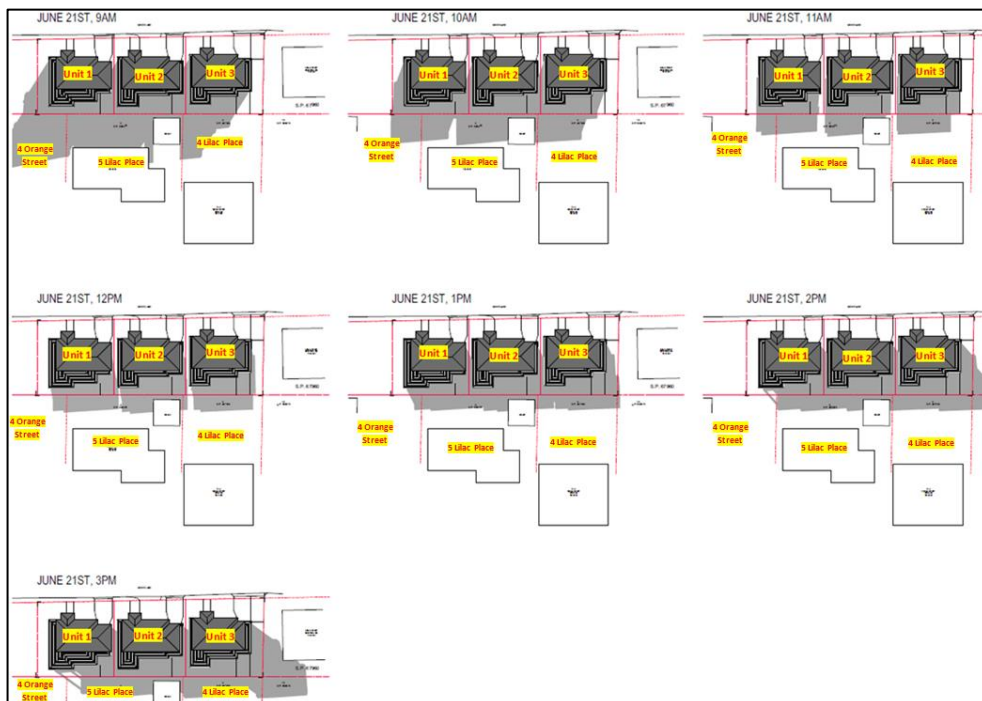 JUNE 21ST, 9AM
Unit 1
Unit 2
Unit 3
S.P. 67960
4 Orange
Street
5 Lilac Place
4 Lilac Place
JUNE 21ST, 10AM
Unit 1
Unit 2
Unit 3
S.P. 67960
4 Orange
Street
5 Lilac Place
4 Lilac Place
JUNE 21ST, 11AM
Unit 1
Unit 2
Unit 3
4 Orange
Street
5 Lilac Place
4 Lilac Place
JUNE 21ST, 12PM
Unit 1
Unit 2
Unit 3
S.P. 67960
4 Orange
Street
5 Lilac Place
4 Lilac Place
JUNE 21ST, 1PM
Unit 1
Unit 2
Unit 3
S.P. 67960
4 Orange
Street
5 Lilac Place
4 Lilac Place
JUNE 21ST, 2PM
Unit 1
Unit 2
Unit 3
4 Orange
Street
5 Lilac Place
4 Lilac Place
JUNE 21ST, 3PM
Unit 1
Unit 2
Unit 3
S.P. 67960
4 Orange
Street
5 Lilac Place
4 Lilac Place